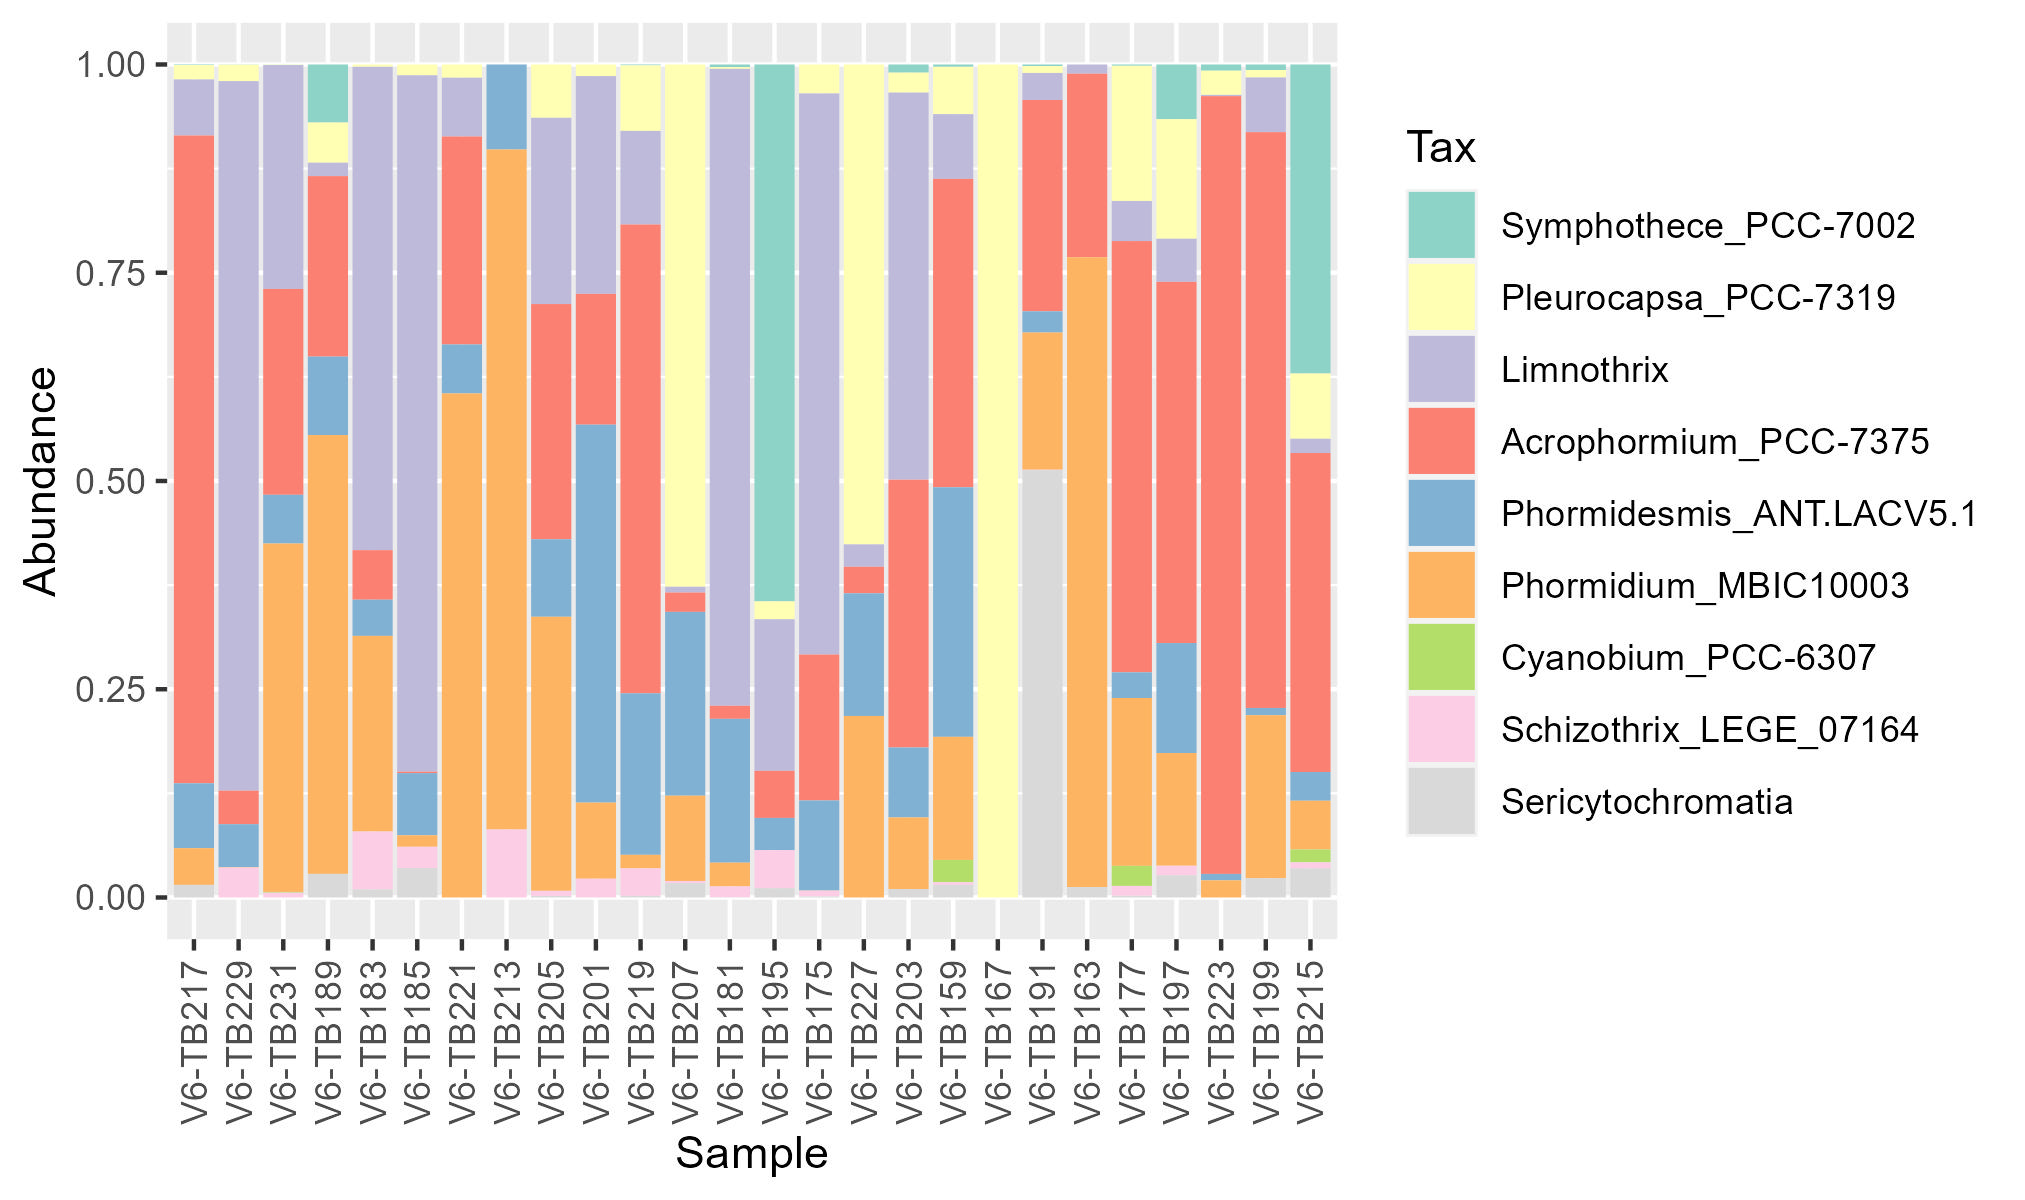 1.00
0.75
0.50
0.25
0.00
Abundance
V6-TB217
V6-TB229
V6-TB231
V6-TB189
V6-TB183
V6-TB185
V6-TB221
V6-TB213
V6-TB205
V6-TB201
V6-TB219
V6-TB207
V6-TB181
V6-TB195
V6-TB175
V6-TB227
V6-TB203
V6-TB159
V6-TB167
V6-TB191
V6-TB163
V6-TB177
V6-TB197
V6-TB223
V6-TB199
V6-TB215
Sample
Tax
Symphothece_PCC-7002
Pleurocapsa_PCC-7319
Limnothrix
Acrophormium_PCC-7375
Phormidesmis_ANT.LACV5.1
Phormidium_MBIC10003
Cyanobium_PCC-6307
Schizothrix_LEGE_07164
Sericytochromatia